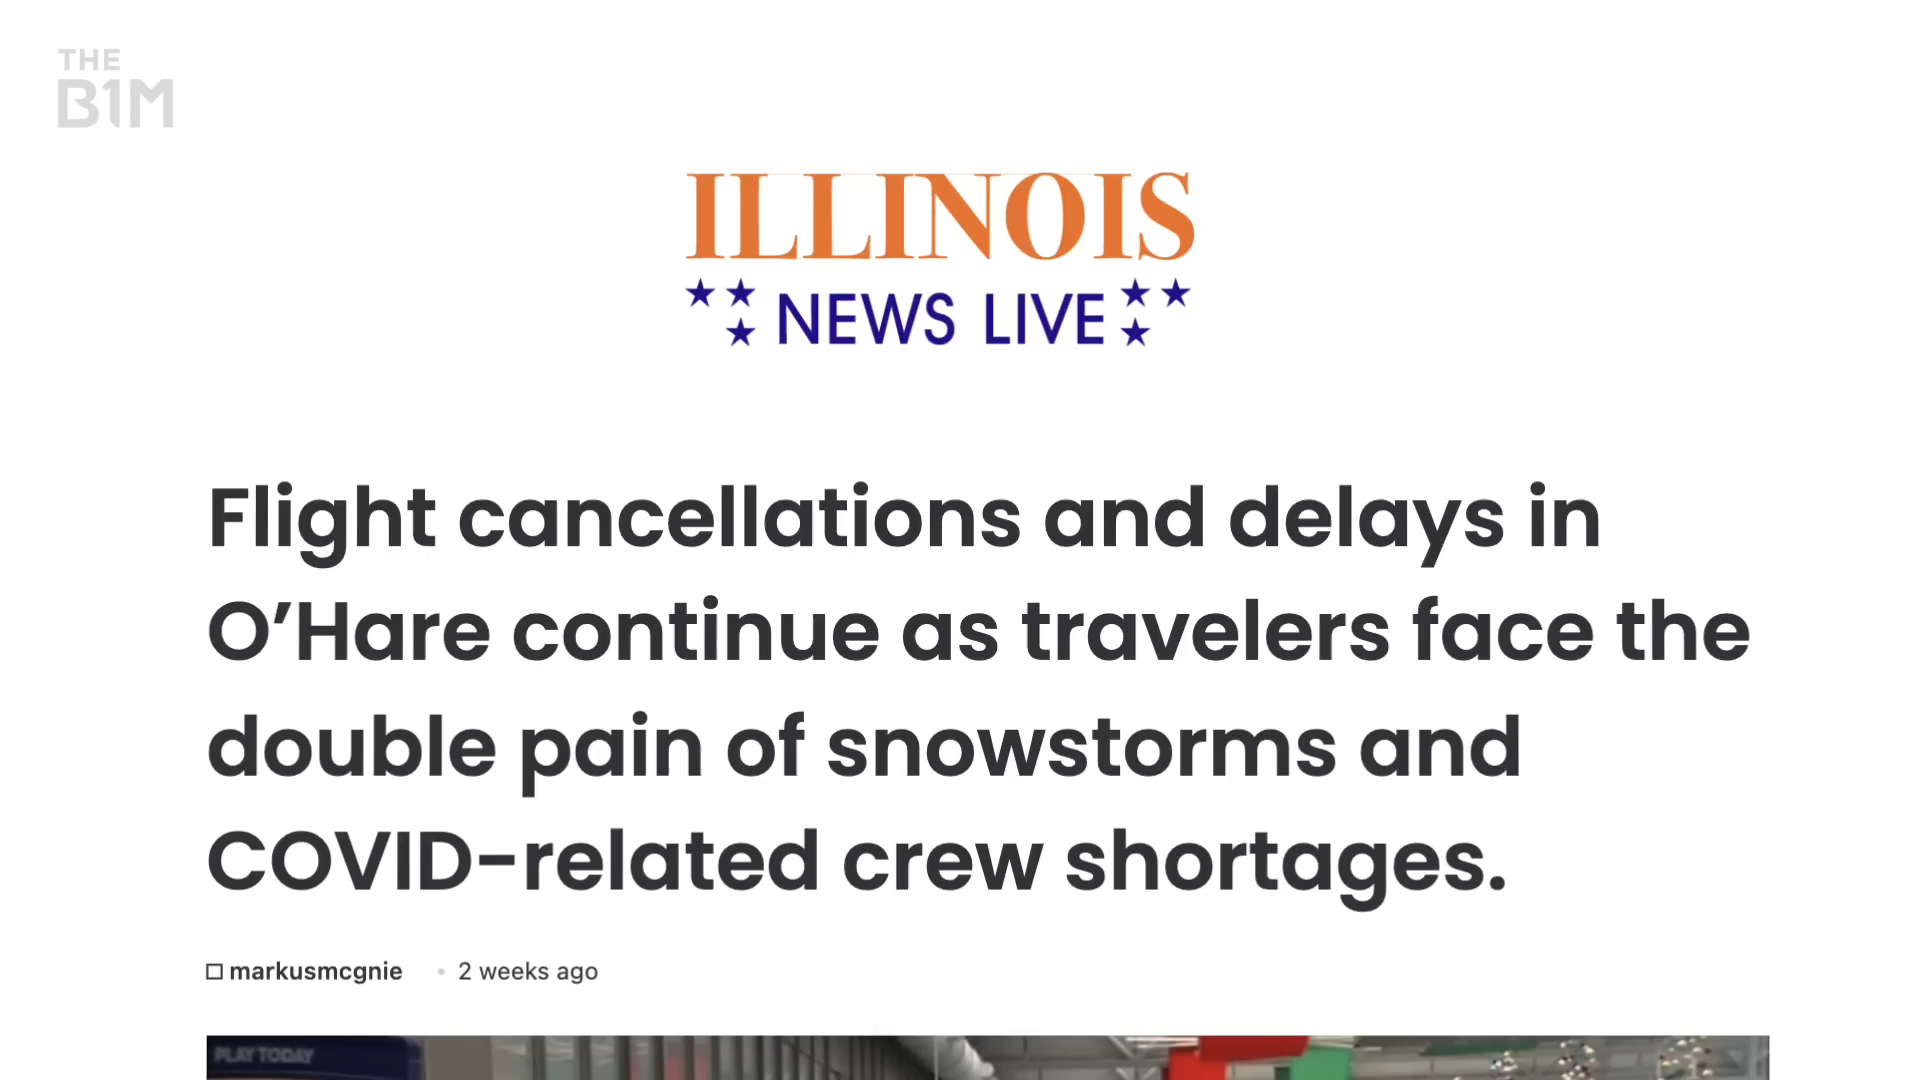 THE
B1M
ILLINOIS
NEWS LIVE
Flight cancellations and delays in
O’Hare continue as travelers face the
double pain of snowstorms and
COVID-related crew shortages.
markusmcgnie • 2 weeks ago
PLAY TODAY